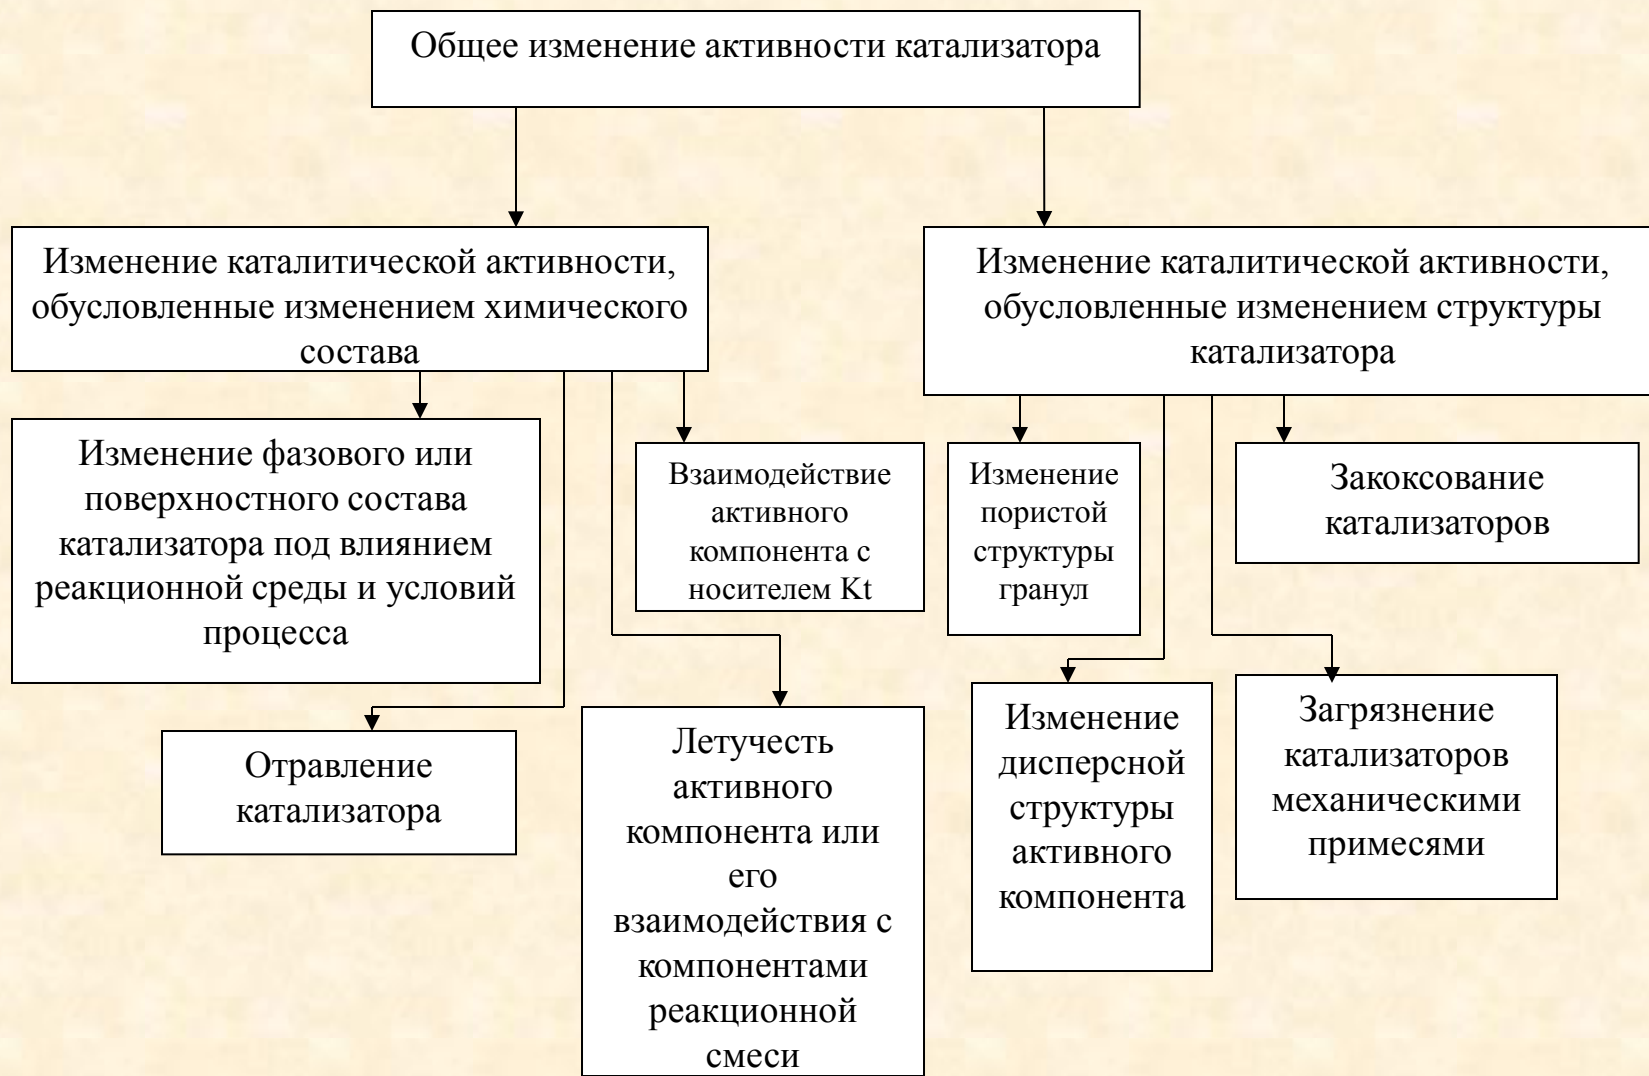 Общее изменение активности катализатора
Изменение каталитической активности,
обусловленные изменением химического
состава
Изменение каталитической активности,
обусловленные изменением структуры
катализатора
Изменение фазового или
поверхностного состава
катализатора под влиянием
реакционной среды и условий
процесса
Взаимодействие
активного
компонента с
носителем Kt
Изменение
пористой
структуры
гранул
Закоксование
катализаторов
Отравление
катализатора
Летучесть
активного
компонента или
его
взаимодействия с
компонентами
реакционной
смеси
Изменение
дисперсной
структуры
активного
компонента
Загрязнение
катализаторов
механическими
примесями